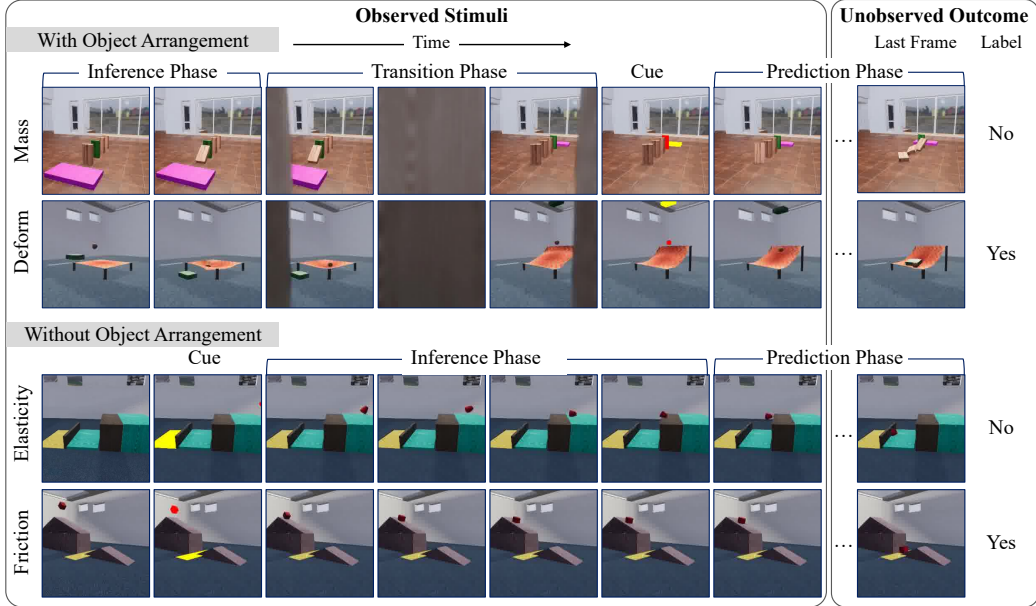 Observed Stimuli
Unobserved Outcome
With Object Arrangement
Time
Last Frame
Label
Inference Phase
Transition Phase
Cue
Prediction Phase
Mass
...
No
Deform
...
Yes
Without Object Arrangement
Cue
Inference Phase
Prediction Phase
Elasticity
...
No
Friction
...
Yes